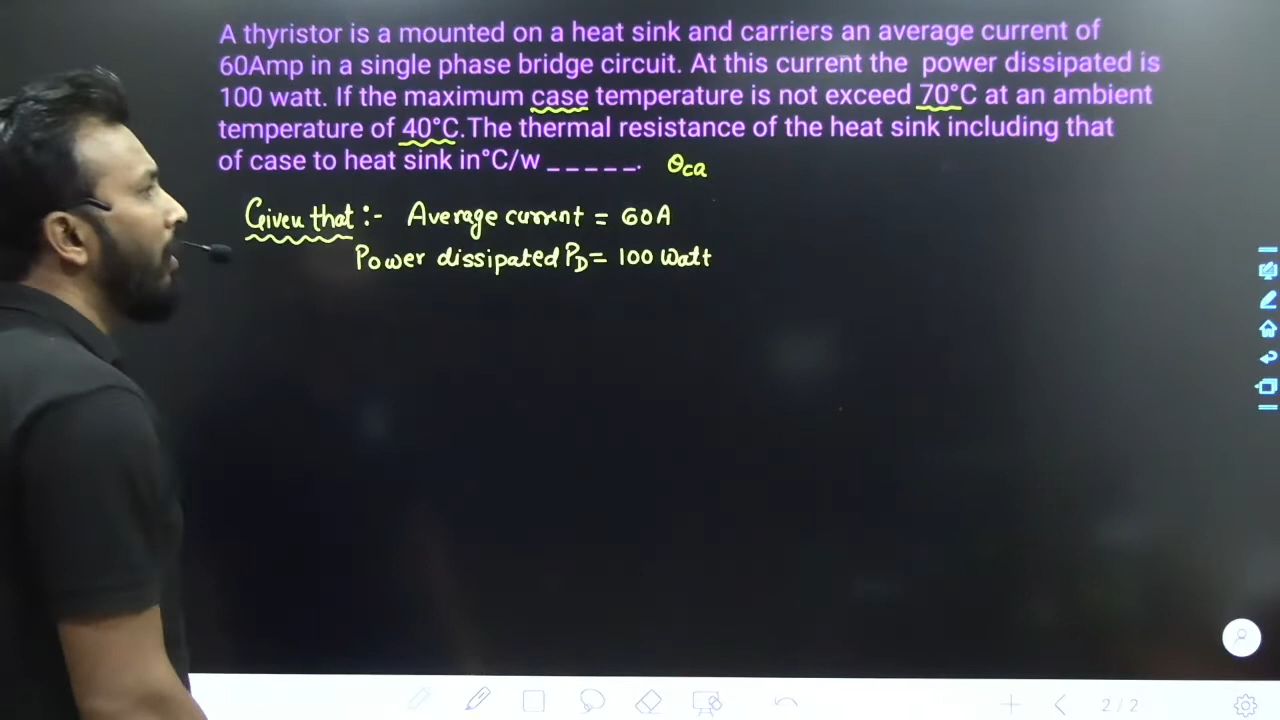 A thyristor is a mounted on a heat sink and carriers an average current of
60Amp in a single phase bridge circuit. At this current the power dissipated is
100 watt. If the maximum case temperature is not exceed 70°C at an ambient
temperature of 40°C.The thermal resistance of the heat sink including that
of case to heat sink in°C/w _ _ _ _ _. θca
Given that :- Average current = 60A
Power dissipated PD = 100 Watt
2 / 2